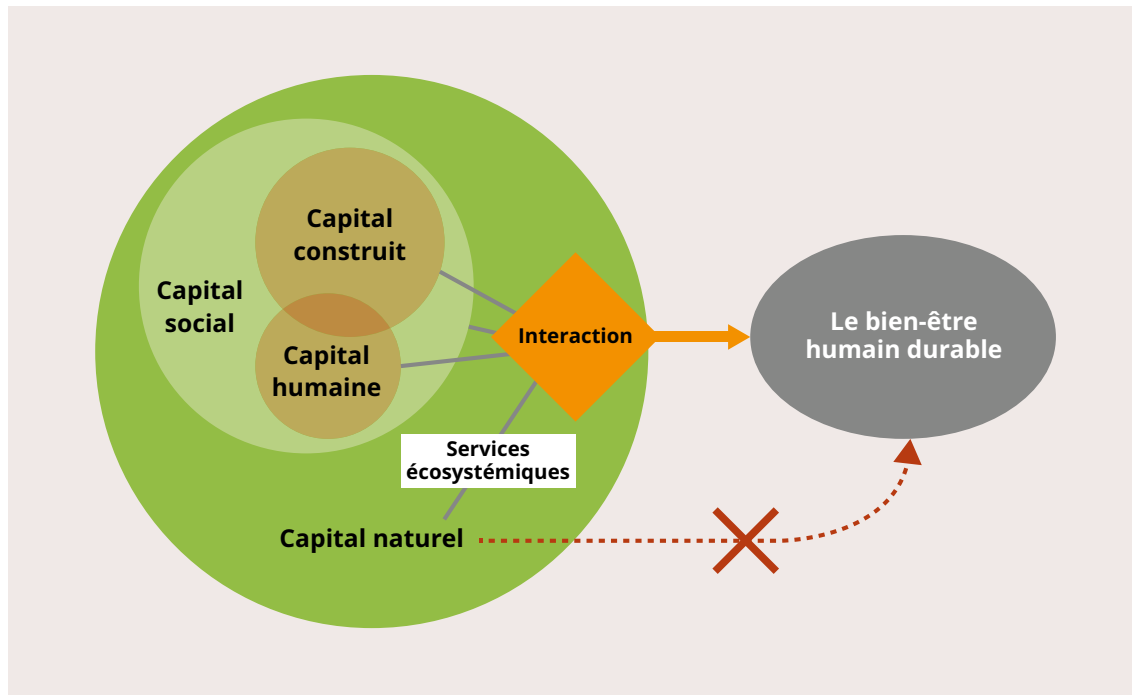 Capital
construit
Capital
social
Capital
humaine
Interaction
Le bien-être
humain durable
Services
écosystémiques
Capital naturel